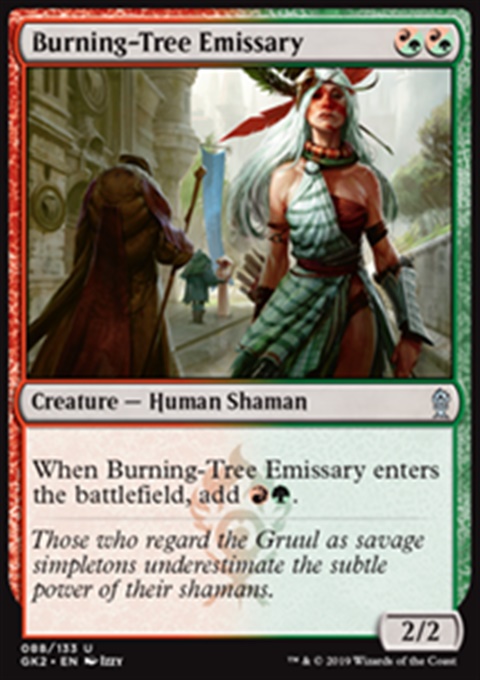 Burning-Tree Emissary
Creature — Human Shaman
When Burning-Tree Emissary enters
the battlefield, add .
Those who regard the Gruul as savage
simpletons underestimate the subtle
power of their shamans.
2/2
088/133 U
GK2 • EN Izzy
™ & © 2019 Wizards of the Coast